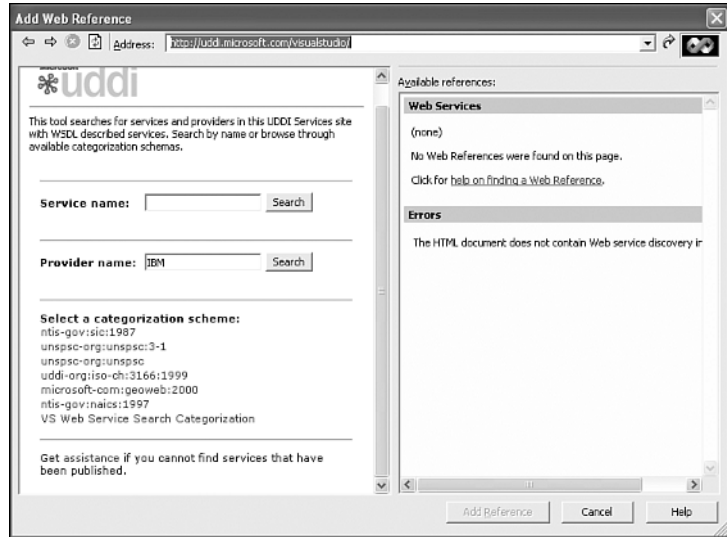 Add Web Reference
Address: http://uddi.microsoft.com/visualstudio/
uddi
This tool searches for services and providers in this UDDI Services site
with WSDL described services. Search by name or browse through
available categorization schemas.
Service name: Search
Provider name: IBM Search
Select a categorization scheme:
ntis-gov:sic:1987
unspsc-org:unspsc:3-1
unspsc-org:unspsc
uddi-org:iso-ch:3166:1999
microsoft-com:geoweb:2000
ntis-gov:naics:1997
VS Web Service Search Categorization
Get assistance if you cannot find services that have
been published.
Available references:
Web Services
(none)
No Web References were found on this page.
Click for help on finding a Web Reference.
Errors
The HTML document does not contain Web service discovery ir
Add Reference Cancel Help